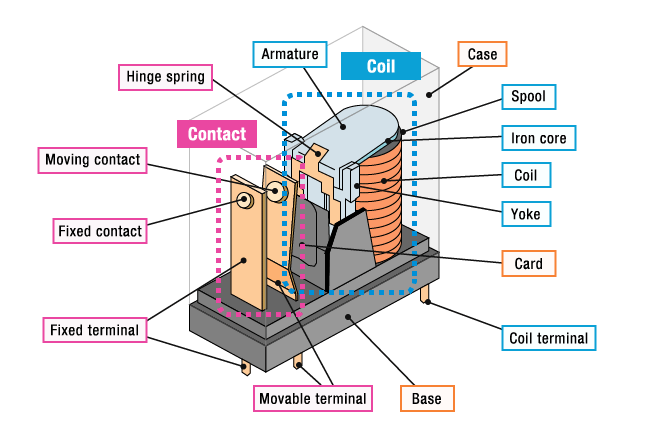 Armature
Coil
Case
Hinge spring
Spool
Contact
Iron core
Moving contact
Coil
Yoke
Fixed contact
Card
Fixed terminal
Coil terminal
Movable terminal
Base